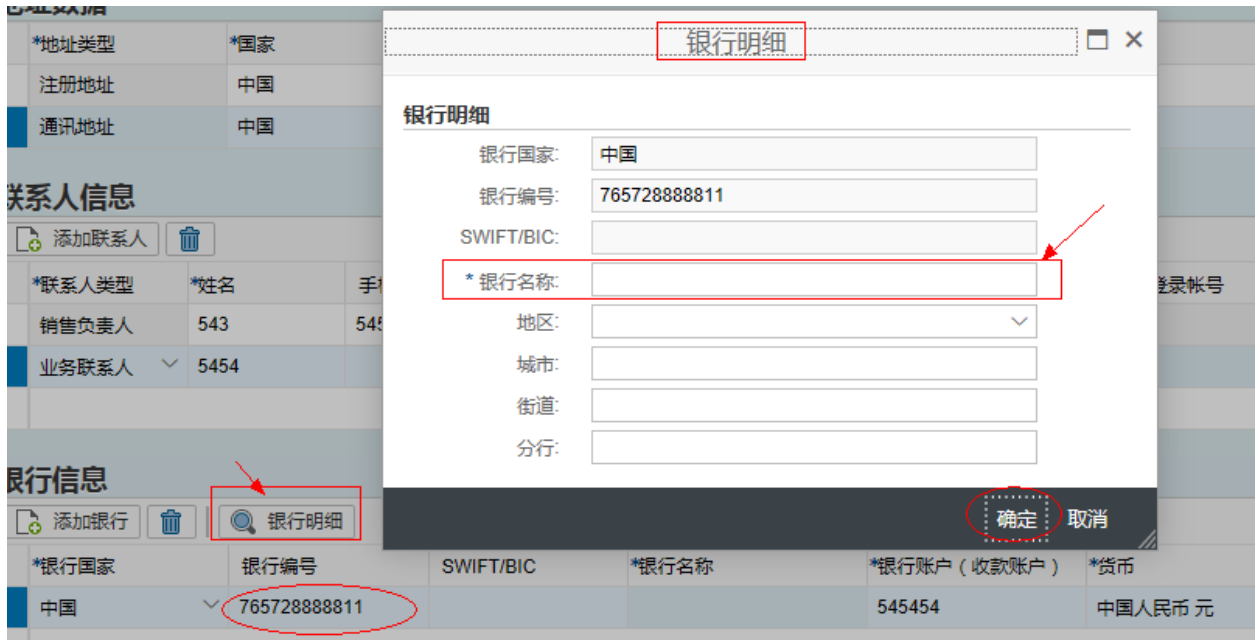 地址数据
*地址类型 *国家
注册地址 中国
通讯地址 中国
联系人信息
添加联系人
*联系人类型 *姓名 登录帐号
销售负责人 543
业务联系人 5454
银行信息
添加银行 银行明细
*银行国家 银行编号 SWIFT/BIC *银行名称 *银行账户（收款账户） *货币
中国 765728888811 545454 中国人民币 元
银行明细
银行明细
银行国家: 中国
银行编号: 765728888811
SWIFT/BIC:
* 银行名称:
地区:
城市:
街道:
分行:
确定 取消